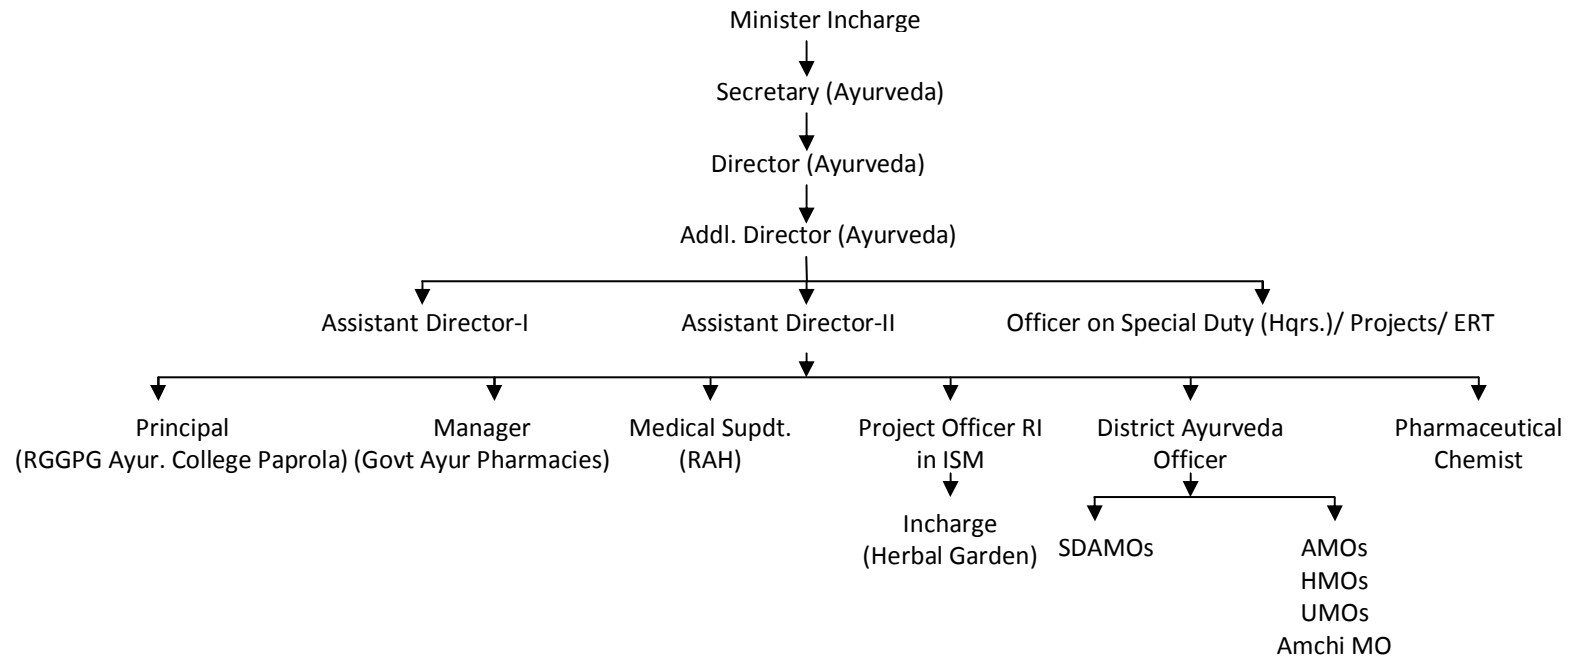 Minister Incharge
Secretary (Ayurveda)
Director (Ayurveda)
Addl. Director (Ayurveda)
Assistant Director-I
Assistant Director-II
Officer on Special Duty (Hqrs.)/ Projects/ ERT
Principal
(RGGPG Ayur. College Paprola)
Manager
(Govt Ayur Pharmacies)
Medical Supdt.
(RAH)
Project Officer RI
in ISM
District Ayurveda
Officer
Pharmaceutical
Chemist
Incharge
(Herbal Garden)
SDAMOs
AMOs
HMOs
UMOs
Amchi MO